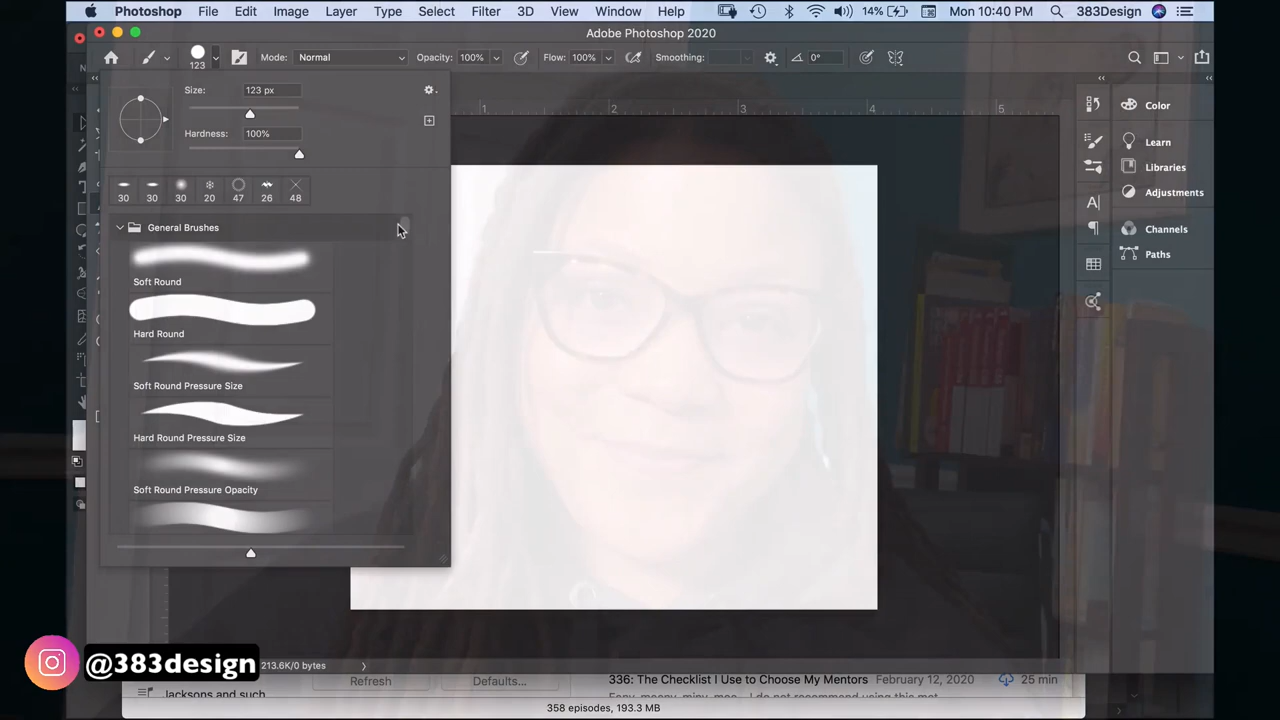 Photoshop File Edit Image Layer Type Select Filter 3D View Window Help 14% Mon 10:40 PM 383Design
Adobe Photoshop 2020
123 Mode: Normal Opacity: 100% Flow: 100% Smoothing: 0°
Size: 123 px
Hardness: 100%
1 2 3 4 5
30 30 30 20 47 26 48
General Brushes
Soft Round
Hard Round
Soft Round Pressure Size
Hard Round Pressure Size
Soft Round Pressure Opacity
Color
Learn
Libraries
Adjustments
Channels
Paths
@383design
213.6K/0 bytes
Refresh Defaults... 336: The Checklist I Use to Choose My Mentors February 12, 2020 25 min
Jacksons and such
358 episodes, 193.3 MB